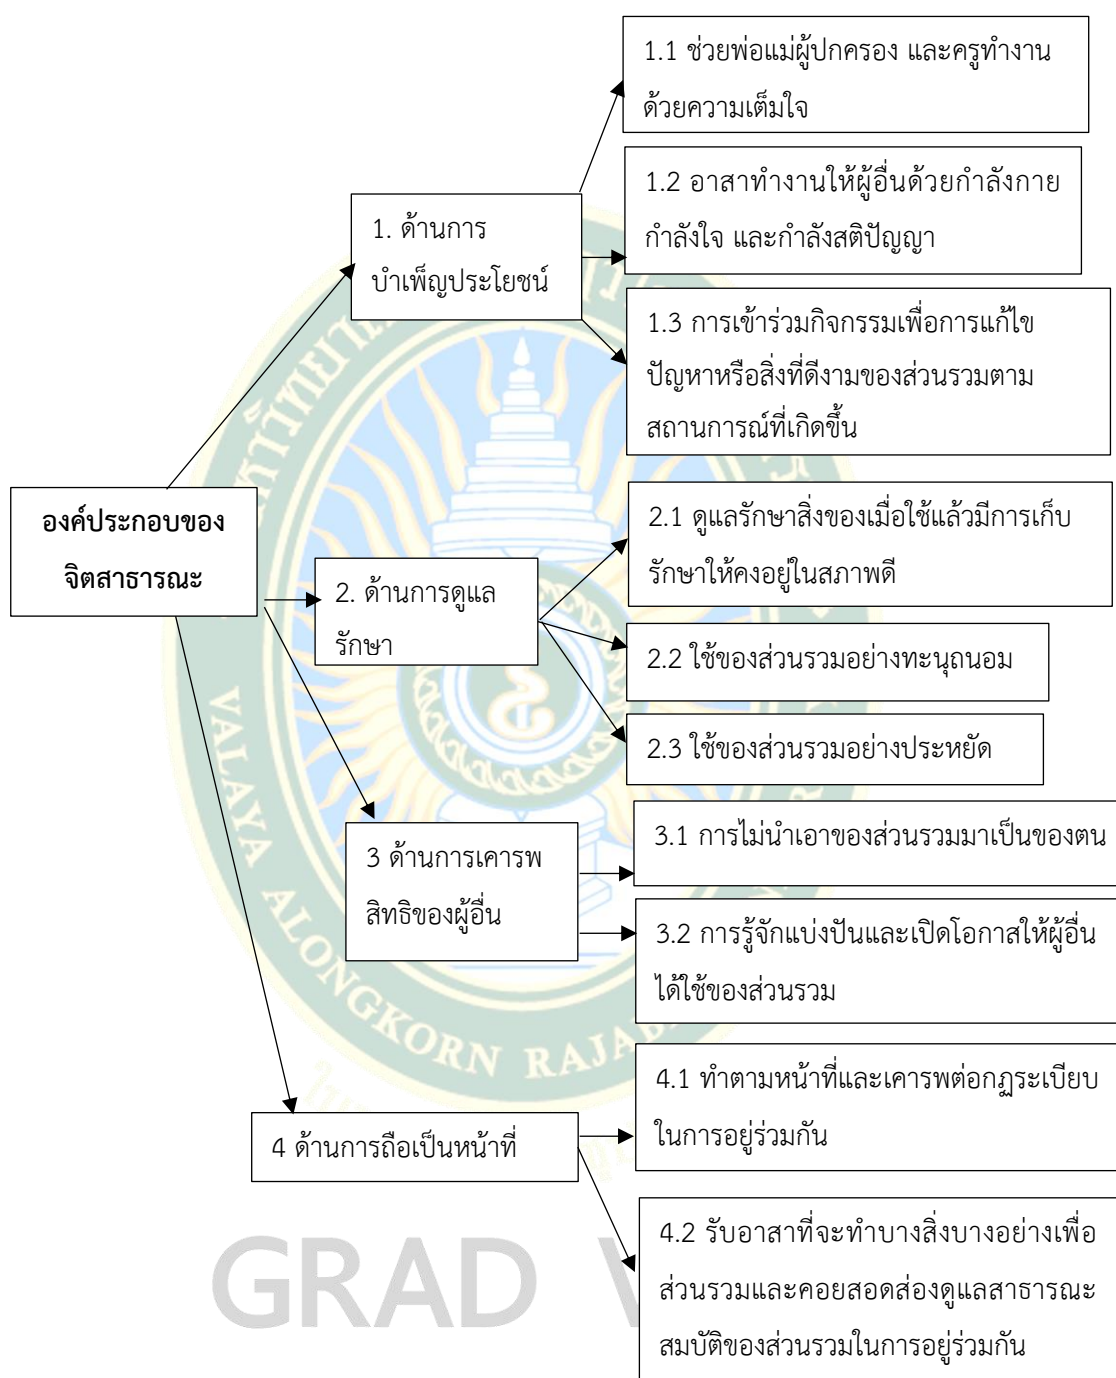 1.1 ช่วยพ่อแม่ผู้ปกครอง และครูทำงาน
ด้วยความเต็มใจ
1.2 อาสาทำงานให้ผู้อื่นด้วยกำลังกาย
กำลังใจ และกำลังสติปัญญา
1. ด้านการ
บำเพ็ญประโยชน์
1.3 การเข้าร่วมกิจกรรมเพื่อการแก้ไข
ปัญหาหรือสิ่งที่ดีงามของส่วนรวมตาม
สถานการณ์ที่เกิดขึ้น
องค์ประกอบของ
จิตสาธารณะ
2.1 ดูแลรักษาสิ่งของเมื่อใช้แล้วมีการเก็บ
รักษาให้คงอยู่ในสภาพดี
2. ด้านการดูแล
รักษา
2.2 ใช้ของส่วนรวมอย่างทะนุถนอม
2.3 ใช้ของส่วนรวมอย่างประหยัด
3 ด้านการเคารพ
สิทธิของผู้อื่น
3.1 การไม่นำเอาของส่วนรวมมาเป็นของตน
3.2 การรู้จักแบ่งปันและเปิดโอกาสให้ผู้อื่น
ได้ใช้ของส่วนรวม
4 ด้านการถือเป็นหน้าที่
4.1 ทำตามหน้าที่และเคารพต่อกฏระเบียบ
ในการอยู่ร่วมกัน
4.2 รับอาสาที่จะทำบางสิ่งบางอย่างเพื่อ
ส่วนรวมและคอยสอดส่องดูแลสาธารณะ
สมบัติของส่วนรวมในการอยู่ร่วมกัน
VALAYA ALONGKORN
GRAD